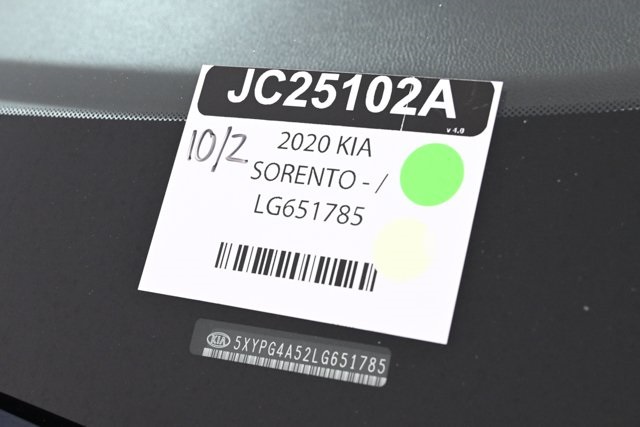 JC25102A
v 4.0
10/2
2020 KIA
SORENTO - /
LG651785
KIA 5XYPG4A52LG651785